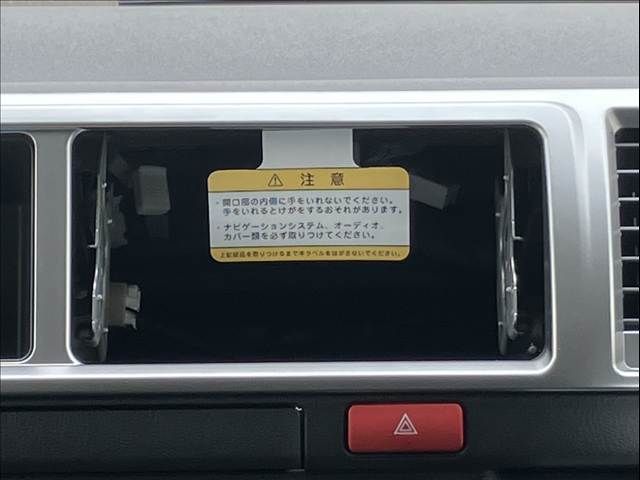 ⚠ 注意
・開口部の内側に手をいれないでください。
手をいれるとけがをするおそれがあります。
・ナビゲーションシステム、オーディオ、
カバー類を必ず取りつけてください。
上記部品を取りつけるまで本ラベルをはがさないでください。